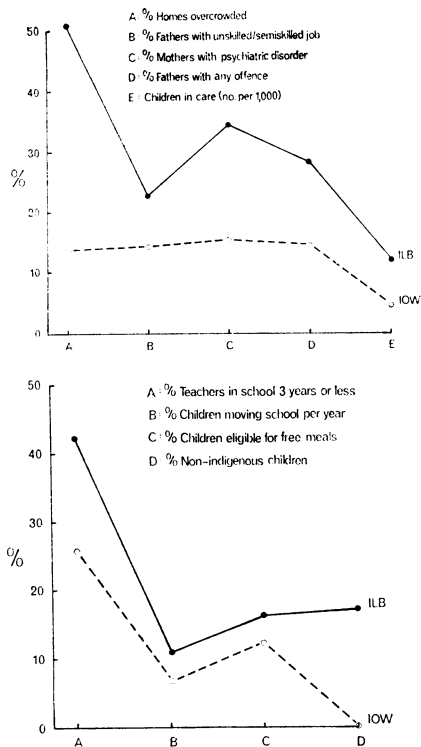 A: % Homes overcrowded
50
B: % Fathers with unskilled/semiskilled job
C: % Mothers with psychiatric disorder
D: % Fathers with any offence
40
E: Children in care (no. per 1,000)
30
%
20
ILB
10
IOW
0
A B C D E
50
A: % Teachers in school 3 years or less
B: % Children moving school per year
C: % Children eligible for free meals
40
D: % Non-indigenous children
30
%
20
ILB
10
IOW
0
A B C D